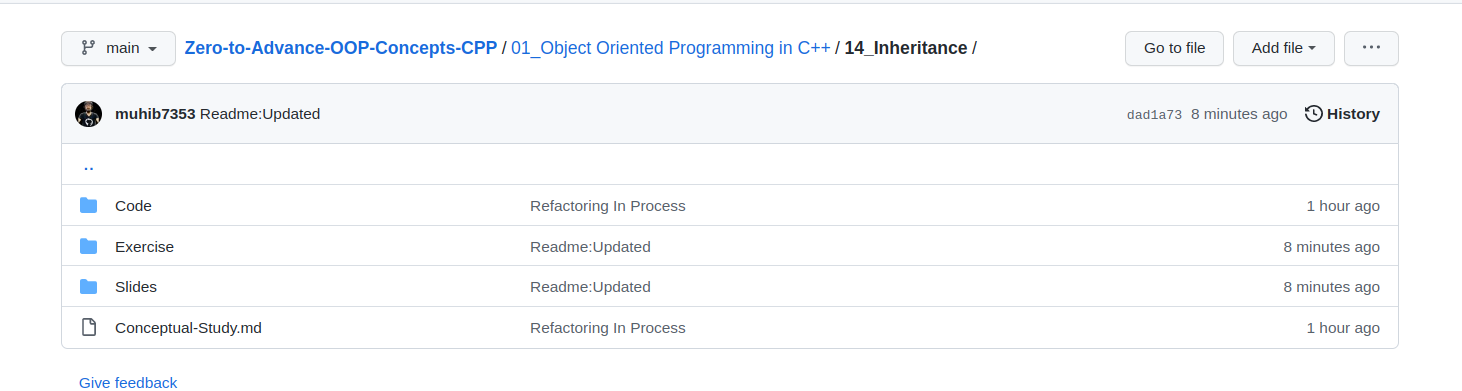 main Zero-to-Advance-OOP-Concepts-CPP / 01_Object Oriented Programming in C++ / 14_Inheritance / Go to file Add file ...
muhib7353 Readme:Updated dad1a73 8 minutes ago History
..
Code Refactoring In Process 1 hour ago
Exercise Readme:Updated 8 minutes ago
Slides Readme:Updated 8 minutes ago
Conceptual-Study.md Refactoring In Process 1 hour ago
Give feedback